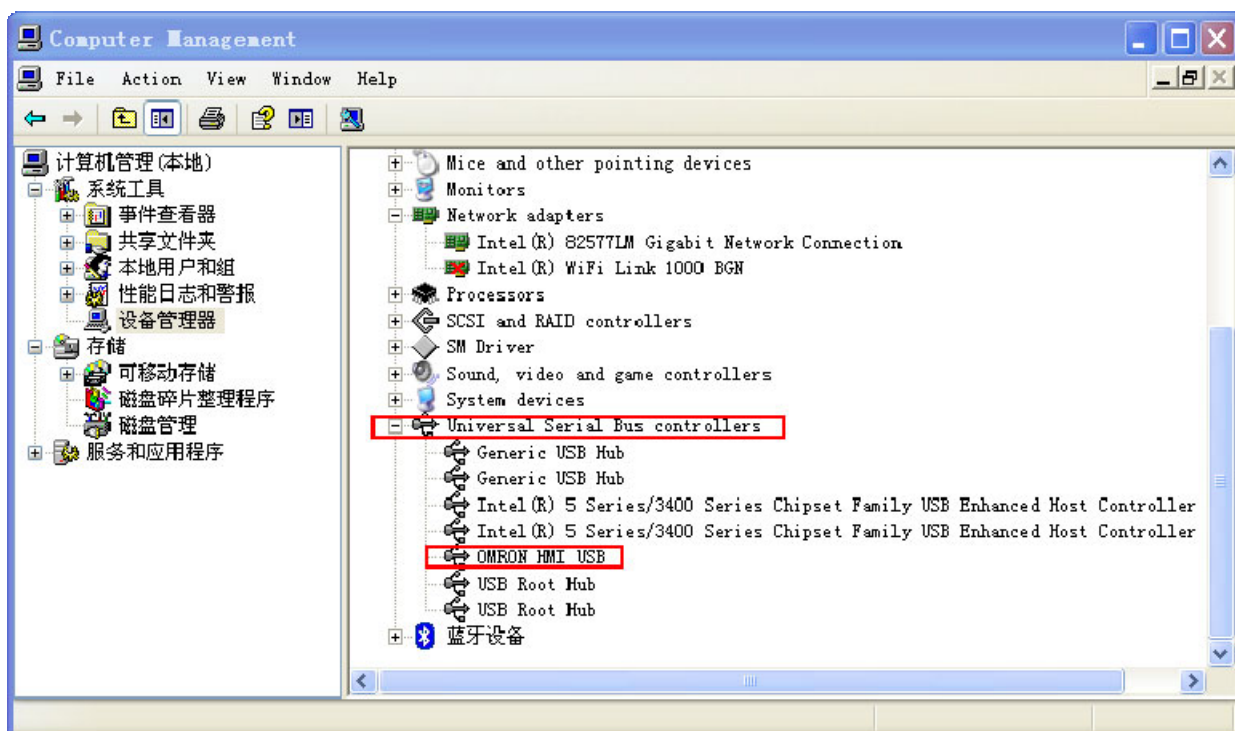 Computer Management
File Action View Window Help
计算机管理(本地)
系统工具
事件查看器
共享文件夹
本地用户和组
性能日志和警报
设备管理器
存储
可移动存储
磁盘碎片整理程序
磁盘管理
服务和应用程序
Mice and other pointing devices
Monitors
Network adapters
Intel(R) 82577LM Gigabit Network Connection
Intel(R) WiFi Link 1000 BGN
Processors
SCSI and RAID controllers
SM Driver
Sound, video and game controllers
System devices
Universal Serial Bus controllers
Generic USB Hub
Generic USB Hub
Intel(R) 5 Series/3400 Series Chipset Family USB Enhanced Host Controller
Intel(R) 5 Series/3400 Series Chipset Family USB Enhanced Host Controller
OMRON HMI USB
USB Root Hub
USB Root Hub
蓝牙设备